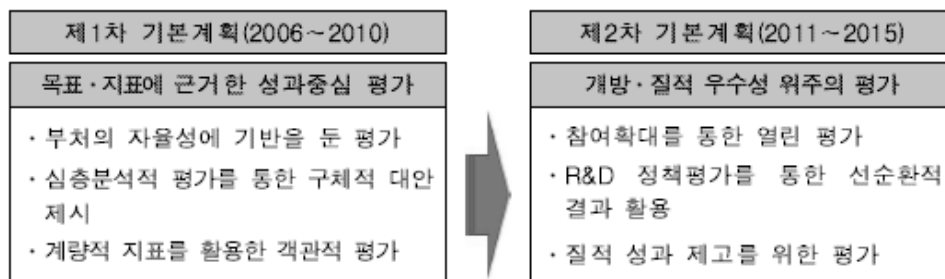 제1차 기본계획(2006~2010)
목표·지표에 근거한 성과중심 평가
· 부처의 자율성에 기반을 둔 평가
· 심층분석적 평가를 통한 구체적 대안
제시
· 계량적 지표를 활용한 객관적 평가
제2차 기본계획(2011~2015)
개방·질적 우수성 위주의 평가
· 참여확대를 통한 열린 평가
· R&D 정책평가를 통한 선순환적
결과 활용
· 질적 성과 제고를 위한 평가